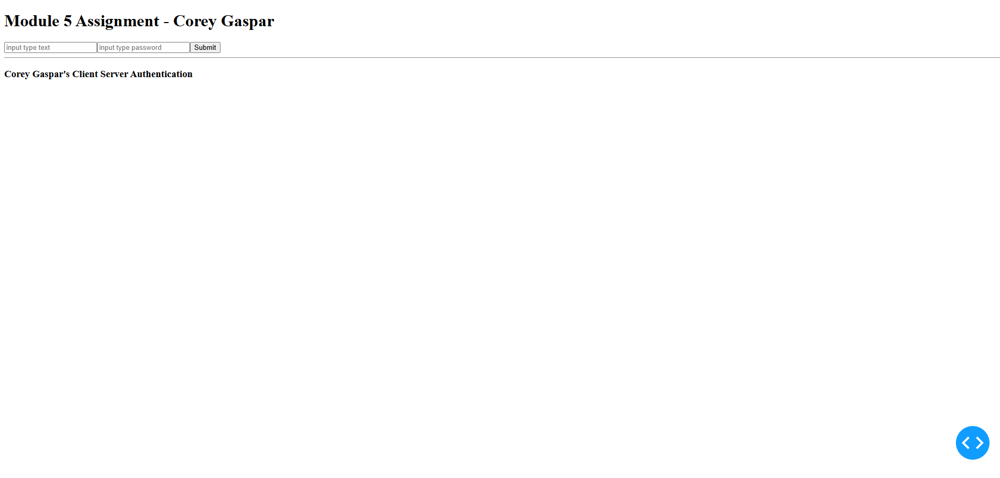 Module 5 Assignment - Corey Gaspar
input type text input type password Submit
Corey Gaspar's Client Server Authentication